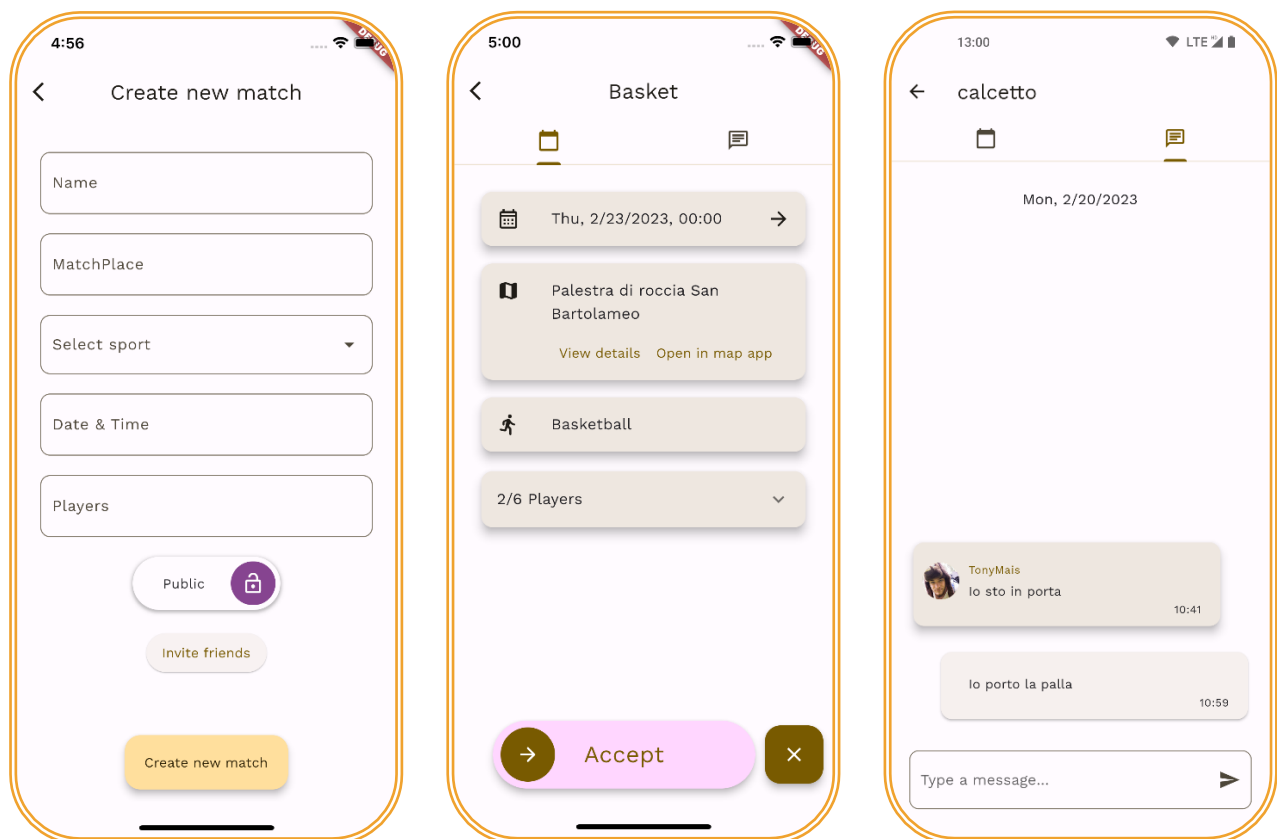 4:56
DEBUG
Create new match
Name
MatchPlace
Select sport
Date & Time
Players
Public
Invite friends
Create new match
5:00
DEBUG
Basket
Thu, 2/23/2023, 00:00
Palestra di roccia San
Bartolameo
View details Open in map app
Basketball
2/6 Players
Accept
13:00
LTE
calcetto
Mon, 2/20/2023
TonyMais
Io sto in porta
10:41
Io porto la palla
10:59
Type a message...